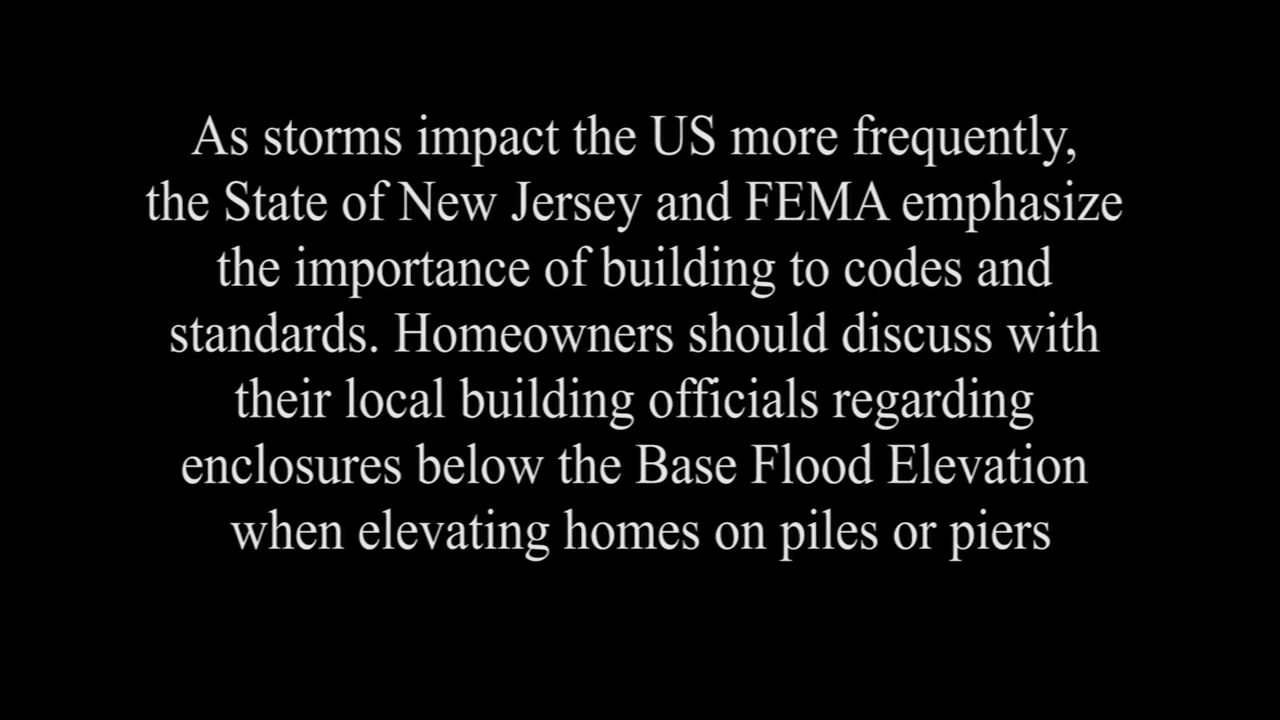 As storms impact the US more frequently,
the State of New Jersey and FEMA emphasize
the importance of building to codes and
standards. Homeowners should discuss with
their local building officials regarding
enclosures below the Base Flood Elevation
when elevating homes on piles or piers